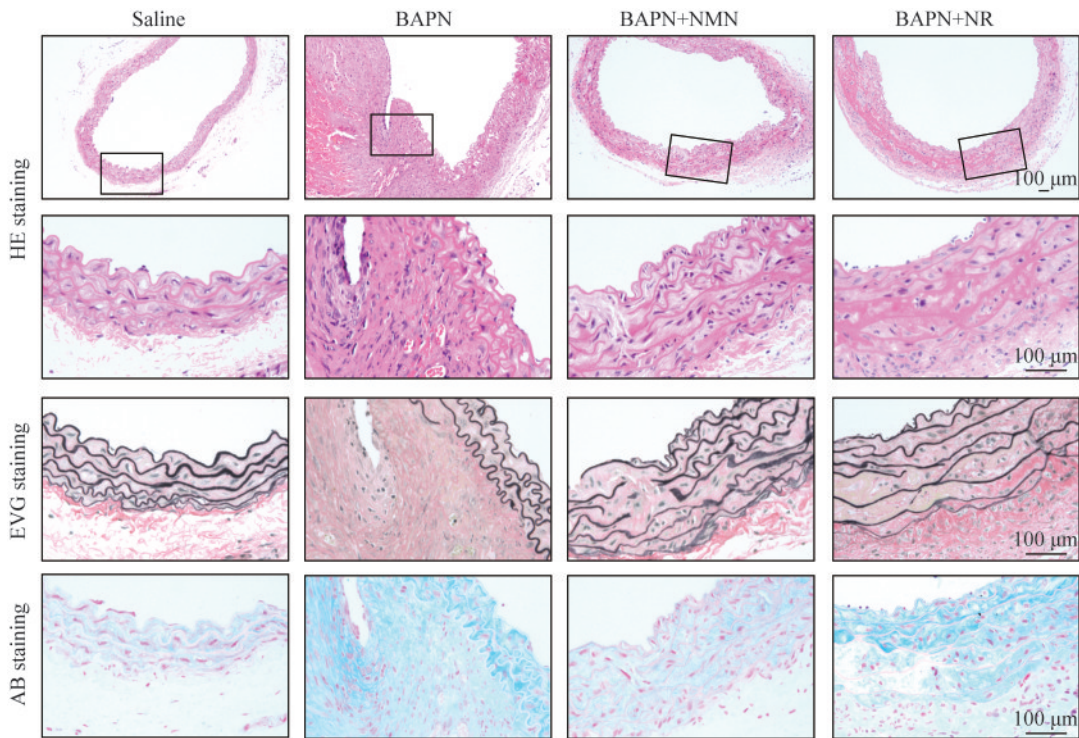 Saline BAPN BAPN+NMN BAPN+NR
HE staining
100 μm
100 μm
EVG staining
100 μm
AB staining
100 μm